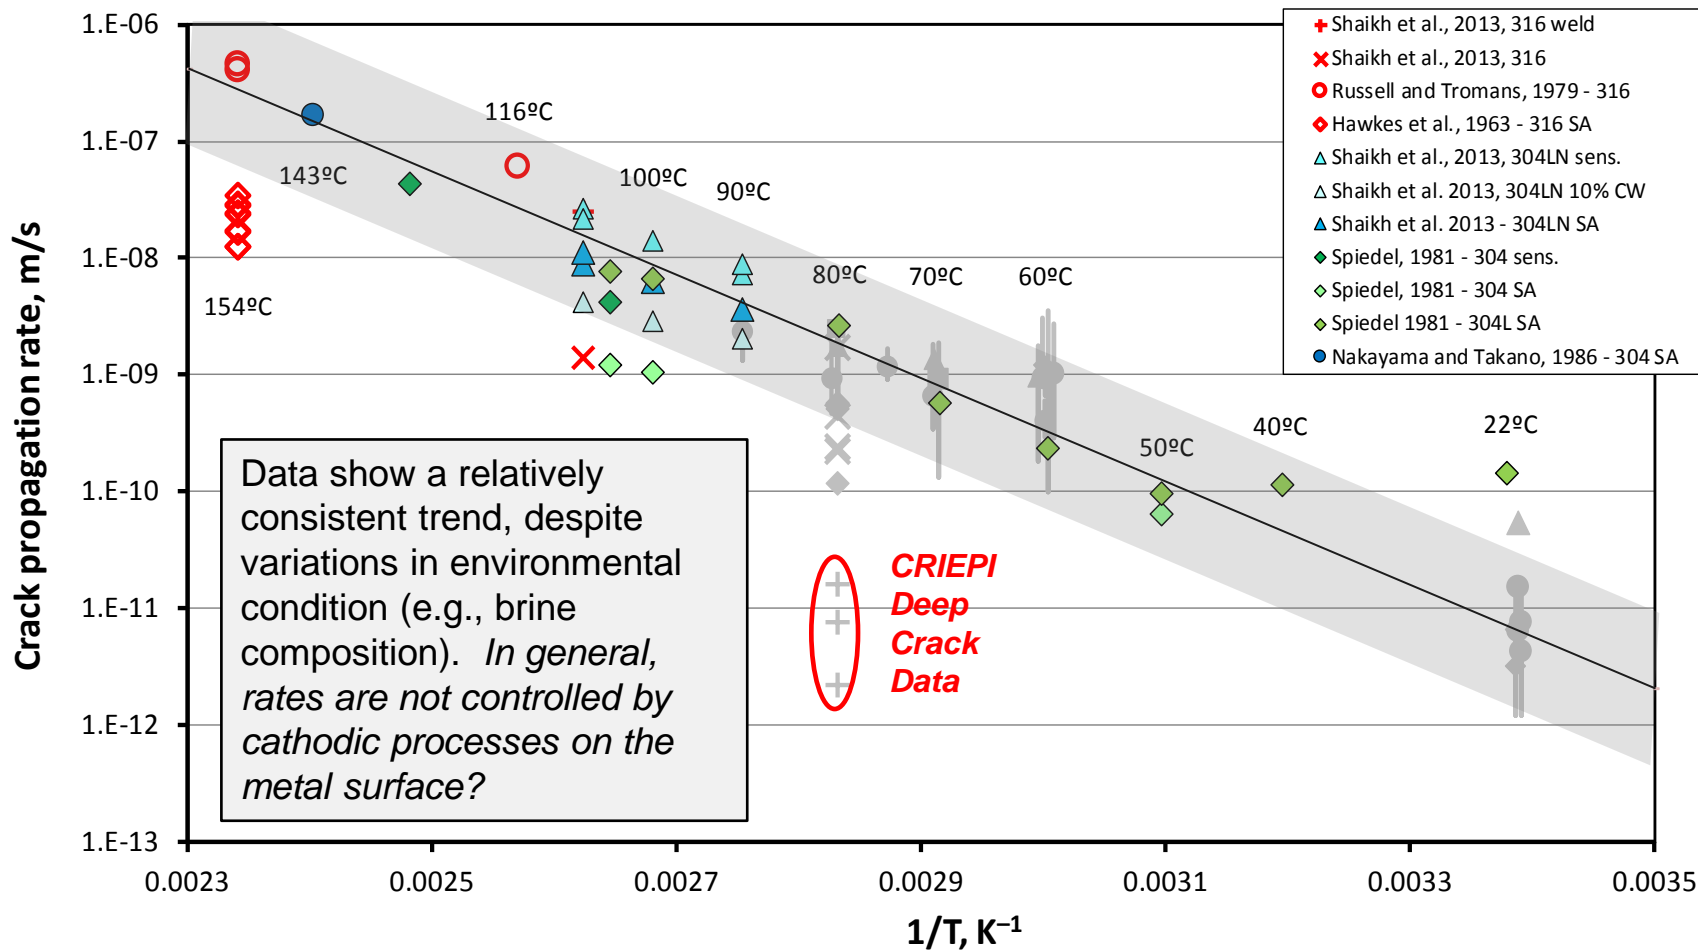 1.E-06
1.E-07
1.E-08
1.E-09
1.E-10
1.E-11
1.E-12
1.E-13
Crack propagation rate, m/s
0.0023
0.0025
0.0027
0.0029
0.0031
0.0033
0.0035
1/T, K⁻¹
154ºC
143ºC
116ºC
100ºC
90ºC
80ºC
70ºC
60ºC
50ºC
40ºC
22ºC
Shaikh et al., 2013, 316 weld
Shaikh et al., 2013, 316
Russell and Tromans, 1979 - 316
Hawkes et al., 1963 - 316 SA
Shaikh et al., 2013, 304LN sens.
Shaikh et al. 2013, 304LN 10% CW
Shaikh et al. 2013 - 304LN SA
Spiedel, 1981 - 304 sens.
Spiedel, 1981 - 304 SA
Spiedel 1981 - 304L SA
Nakayama and Takano, 1986 - 304 SA
Data show a relatively
consistent trend, despite
variations in environmental
condition (e.g., brine
composition). In general,
rates are not controlled by
cathodic processes on the
metal surface?
CRIEPI
Deep
Crack
Data